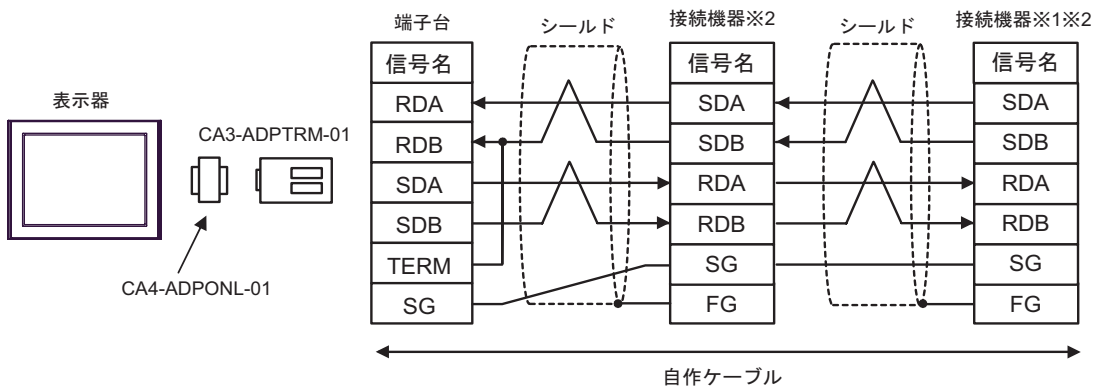 端子台
シールド
接続機器※2
シールド
接続機器※1※2
信号名
信号名
信号名
表示器
CA3-ADPTRM-01
CA4-ADPONL-01
RDA
SDA
SDA
RDB
SDB
SDB
SDA
RDA
RDA
SDB
RDB
RDB
TERM
SG
SG
SG
FG
FG
自作ケーブル